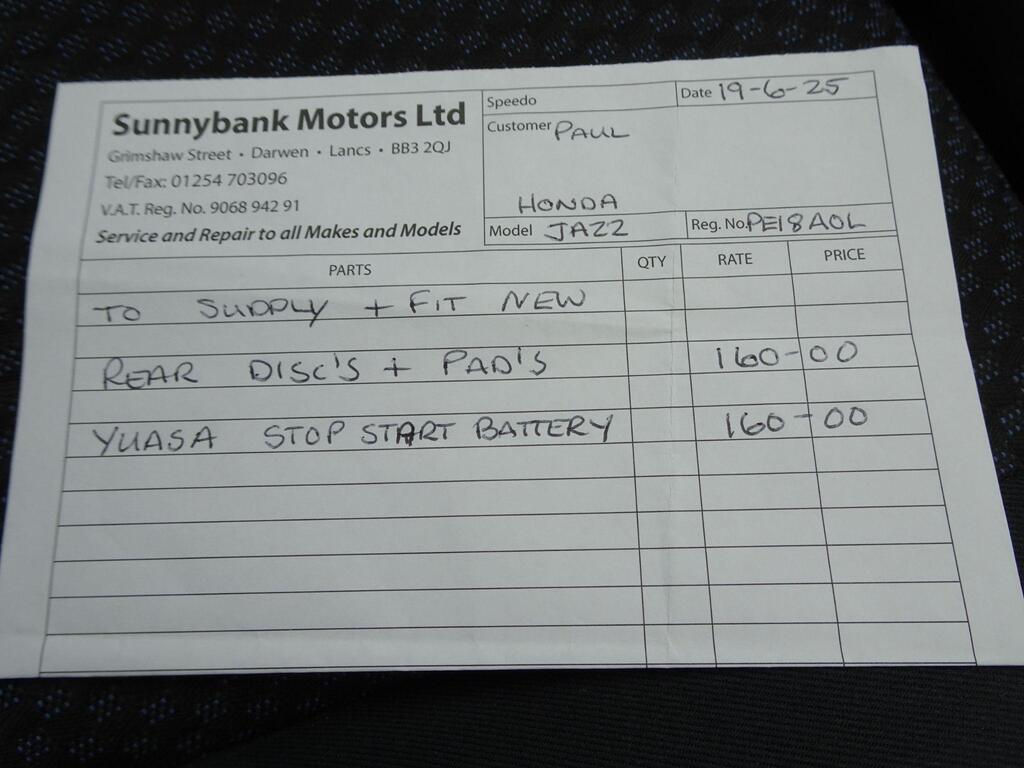 Sunnybank Motors Ltd
Grimshaw Street • Darwen • Lancs • BB3 2QJ
Tel/Fax: 01254 703096
V.A.T. Reg. No. 9068 942 91
Service and Repair to all Makes and Models
Speedo
Date 19-6-25
Customer PAUL
HONDA
Model JAZZ
Reg. No. PE18 AOL
PARTS QTY RATE PRICE
TO SUPPLY + FIT NEW
REAR DISC'S + PAD'S 160-00
YUASA STOP START BATTERY 160-00